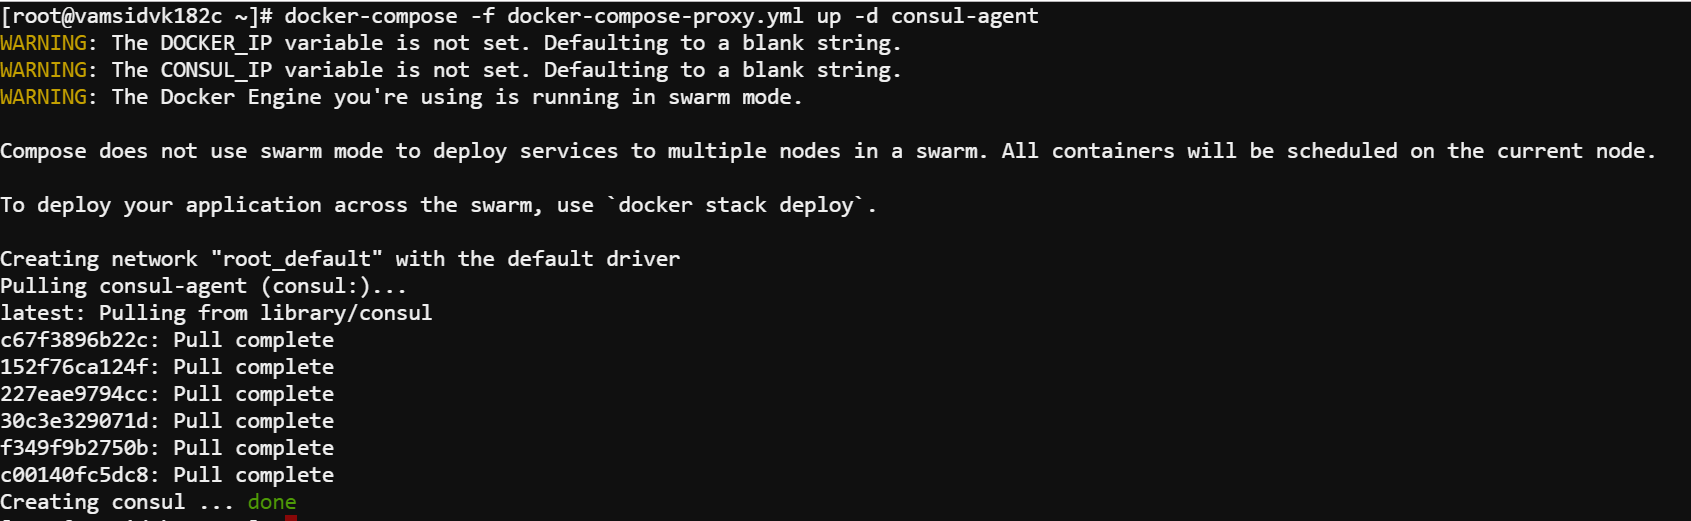 [root@vamsidvk182c ~]# docker-compose -f docker-compose-proxy.yml up -d consul-agent
WARNING: The DOCKER_IP variable is not set. Defaulting to a blank string.
WARNING: The CONSUL_IP variable is not set. Defaulting to a blank string.
WARNING: The Docker Engine you're using is running in swarm mode.
Compose does not use swarm mode to deploy services to multiple nodes in a swarm. All containers will be scheduled on the current node.
To deploy your application across the swarm, use `docker stack deploy`.
Creating network "root_default" with the default driver
Pulling consul-agent (consul:)...
latest: Pulling from library/consul
c67f3896b22c: Pull complete
152f76ca124f: Pull complete
227eae9794cc: Pull complete
30c3e329071d: Pull complete
f349f9b2750b: Pull complete
c00140fc5dc8: Pull complete
Creating consul ... done